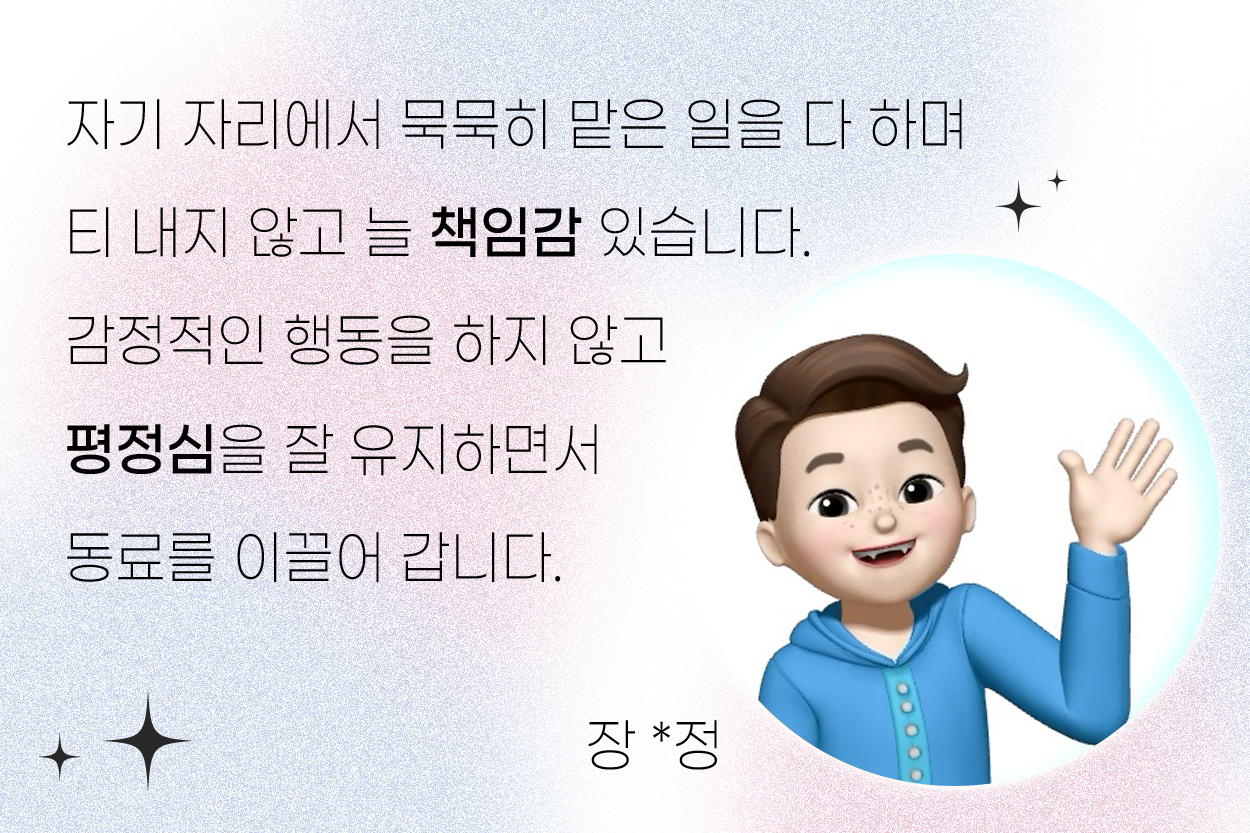 자기 자리에서 묵묵히 맡은 일을 다 하며
티 내지 않고 늘 책임감 있습니다.
감정적인 행동을 하지 않고
평정심을 잘 유지하면서
동료를 이끌어 갑니다.
장 *정